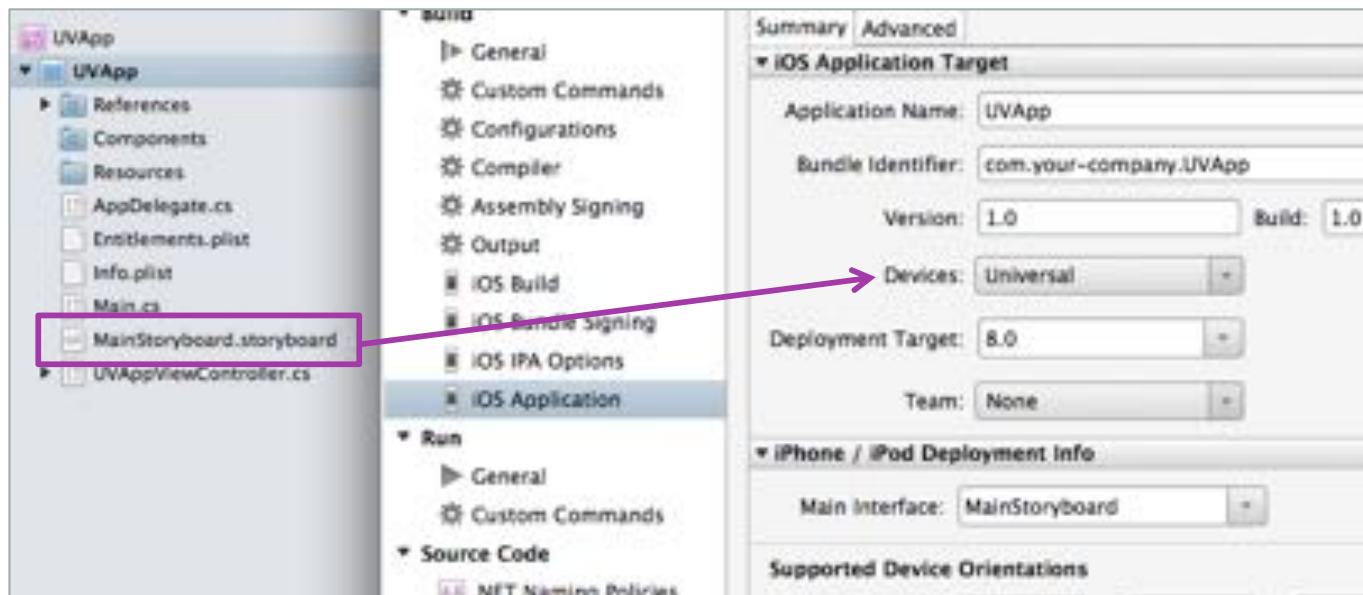 UVApp
UVApp
References
Components
Resources
AppDelegate.cs
Entitlements.plist
Info.plist
Main.cs
MainStoryboard.storyboard
UVAppViewController.cs
Build
General
Custom Commands
Configurations
Compiler
Assembly Signing
Output
iOS Build
iOS Bundle Signing
iOS IPA Options
iOS Application
Run
General
Custom Commands
Source Code
.NET Naming Policies
Summary Advanced
iOS Application Target
Application Name: UVApp
Bundle Identifier: com.your-company.UVApp
Version: 1.0 Build: 1.0
Devices: Universal
Deployment Target: 8.0
Team: None
iPhone / iPod Deployment Info
Main Interface: MainStoryboard
Supported Device Orientations